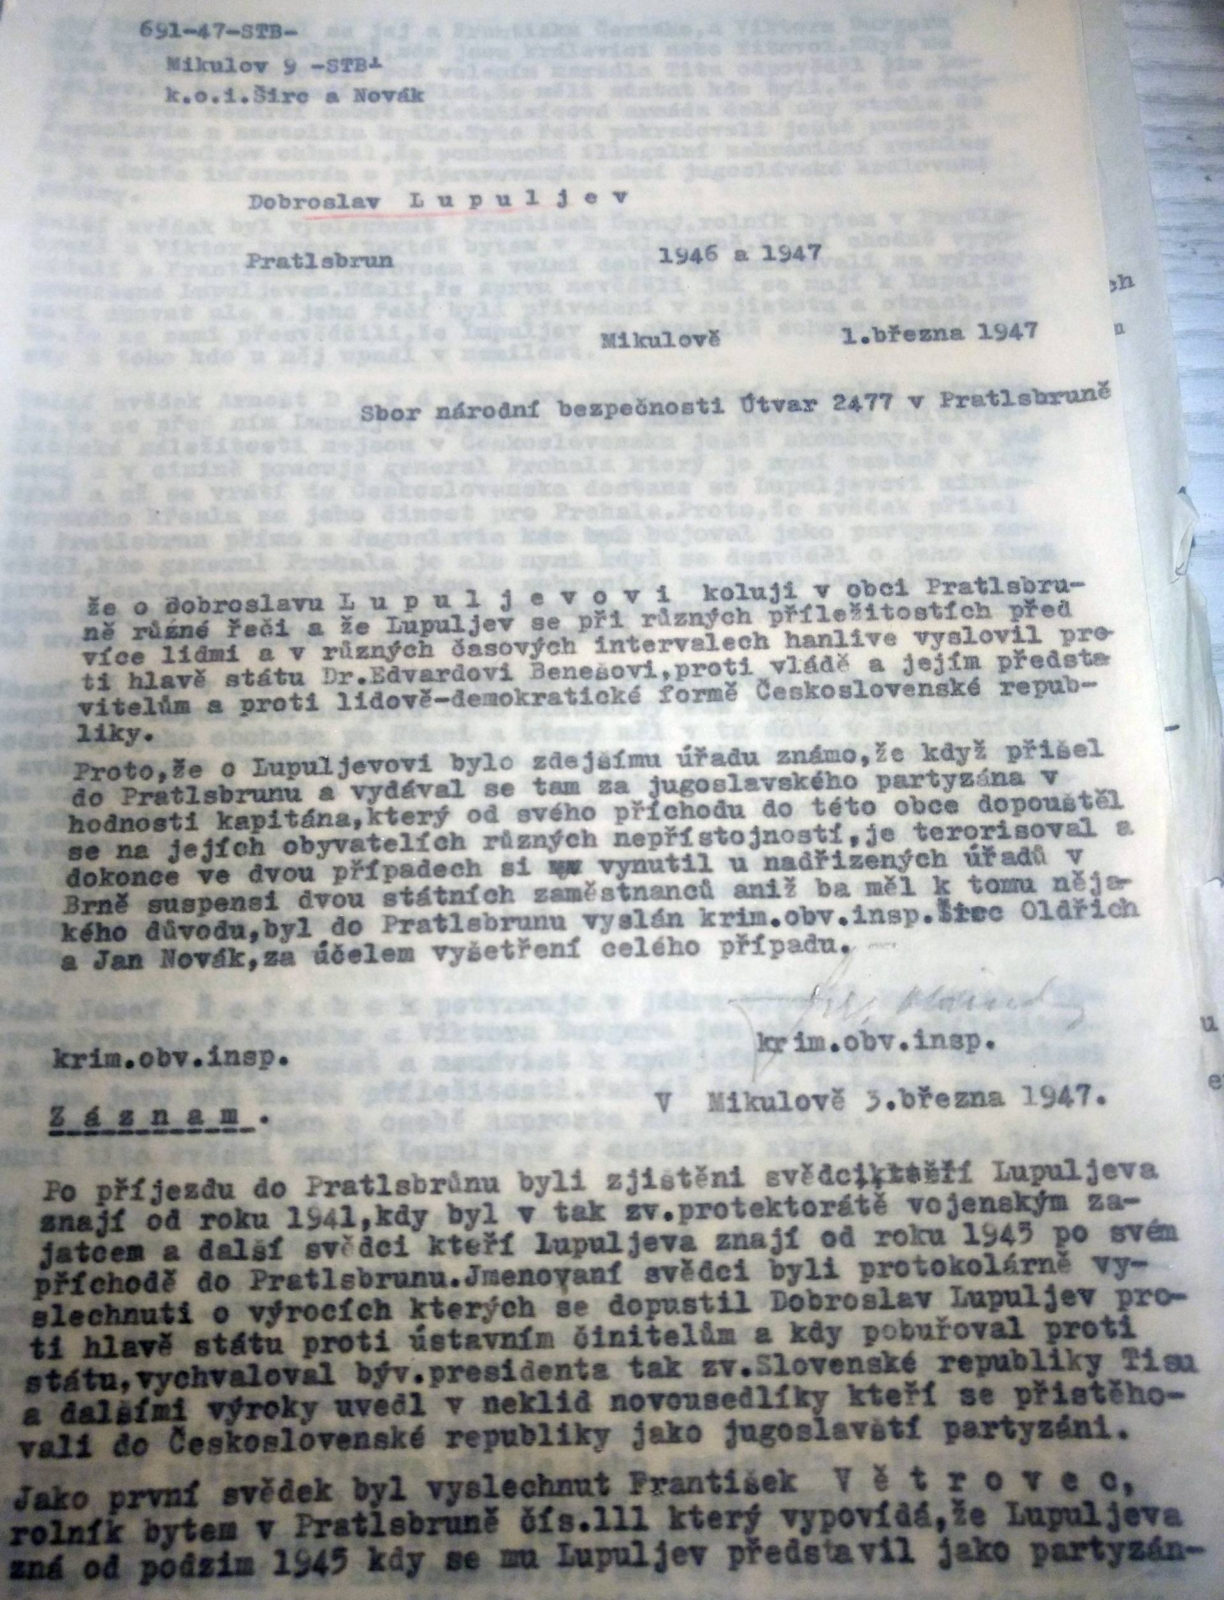 691-47-STB-
Mikulov 9 -STB1
k.o.i.Širc a Novák
Dobroslav L u p u l j e v
Pratlsbrun 1946 a 1947
Mikulově 1.března 1947
Sbor národní bezpečnosti Útvar 2477 v Pratlsbruně
že o dobroslavu L u p u l j e v o v i kolují v obci Pratlsbru-
ně různé řeči a že Lupuljev se při různých příležitostích před
více lidmi a v různých časových intervalech hanlive vyslovil pro-
ti hlavě státu Dr.Edvardovi Benešovi,proti vládě a jejím předsta-
vitelům a proti lidově-demokratické formě Československé repub-
liky.
Proto,že o Lupuljevovi bylo zdejšímu úřadu známo,že když přišel
do Pratlsbrunu a vydával se tam za jugoslavského partyzána v
hodnosti kapitána,který od svého příchodu do této obce dopouštěl
se na jejích obyvatelích různých nepřístojností,je terorisoval a
dokonce ve dvou případech si vynutil u nadřízených úřadů v
Brně suspensi dvou státních zaměstnanců aniž ba měl k tomu něja-
kého důvodu,byl do Pratlsbrunu vyslán krim.obv.insp.Širc Oldřich
a Jan Novák,za účelem vyšetření celého případu.
krim.obv.insp. krim.obv.insp.
Z á z n a m . V Mikulově 3.března 1947.
Po příjezdu do Pratlsbrůnu byli zjištěni svědci,kteří Lupuljeva
znají od roku 1941,kdy byl v tak zv.protektorátě vojenským za-
jatcem a další svědci kteří lupuljeva znají od roku 1945 po svém
příchodě do Pratlsbrunu.Jmenovaní svědci byli protokolárně vy-
slechnuti o výrocích kterých se dopustil Dobroslav Lupuljev pro-
ti hlavě státu proti ústavním činitelům a kdy pobuřoval proti
státu,vychvaloval býv.presidenta tak zv.Slovenské republiky Tisu
a dalšími výroky uvedl v neklid novousedlíky kteří se přistěho-
vali do Československé republiky jako jugoslavští partyzáni.
Jako první svědek byl vyslechnut František V ě t r o v e c,
rolník bytem v Pratlsbruně čís.111 který vypovídá,že Lupuljeva
zná od podzim 1945 kdy se mu Lupuljev představil jako partyzán-